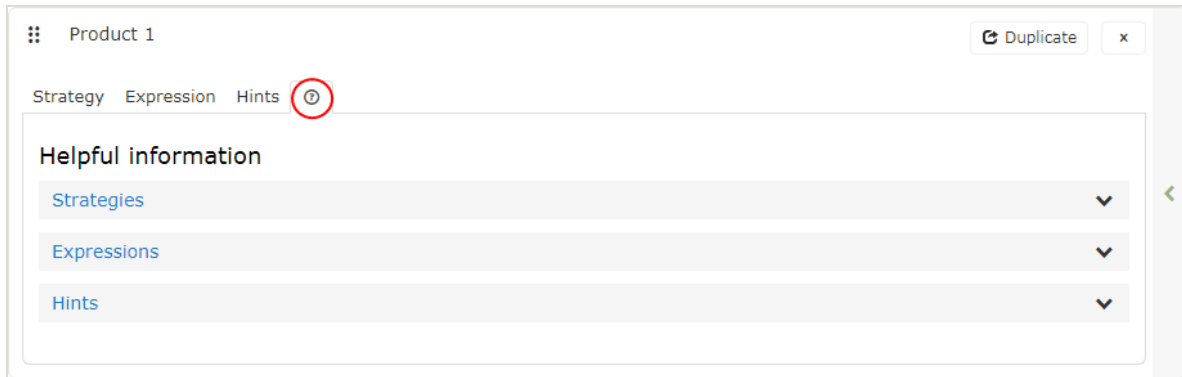 Product 1
Duplicate
x
Strategy Expression Hints ?
Helpful information
Strategies
Expressions
Hints